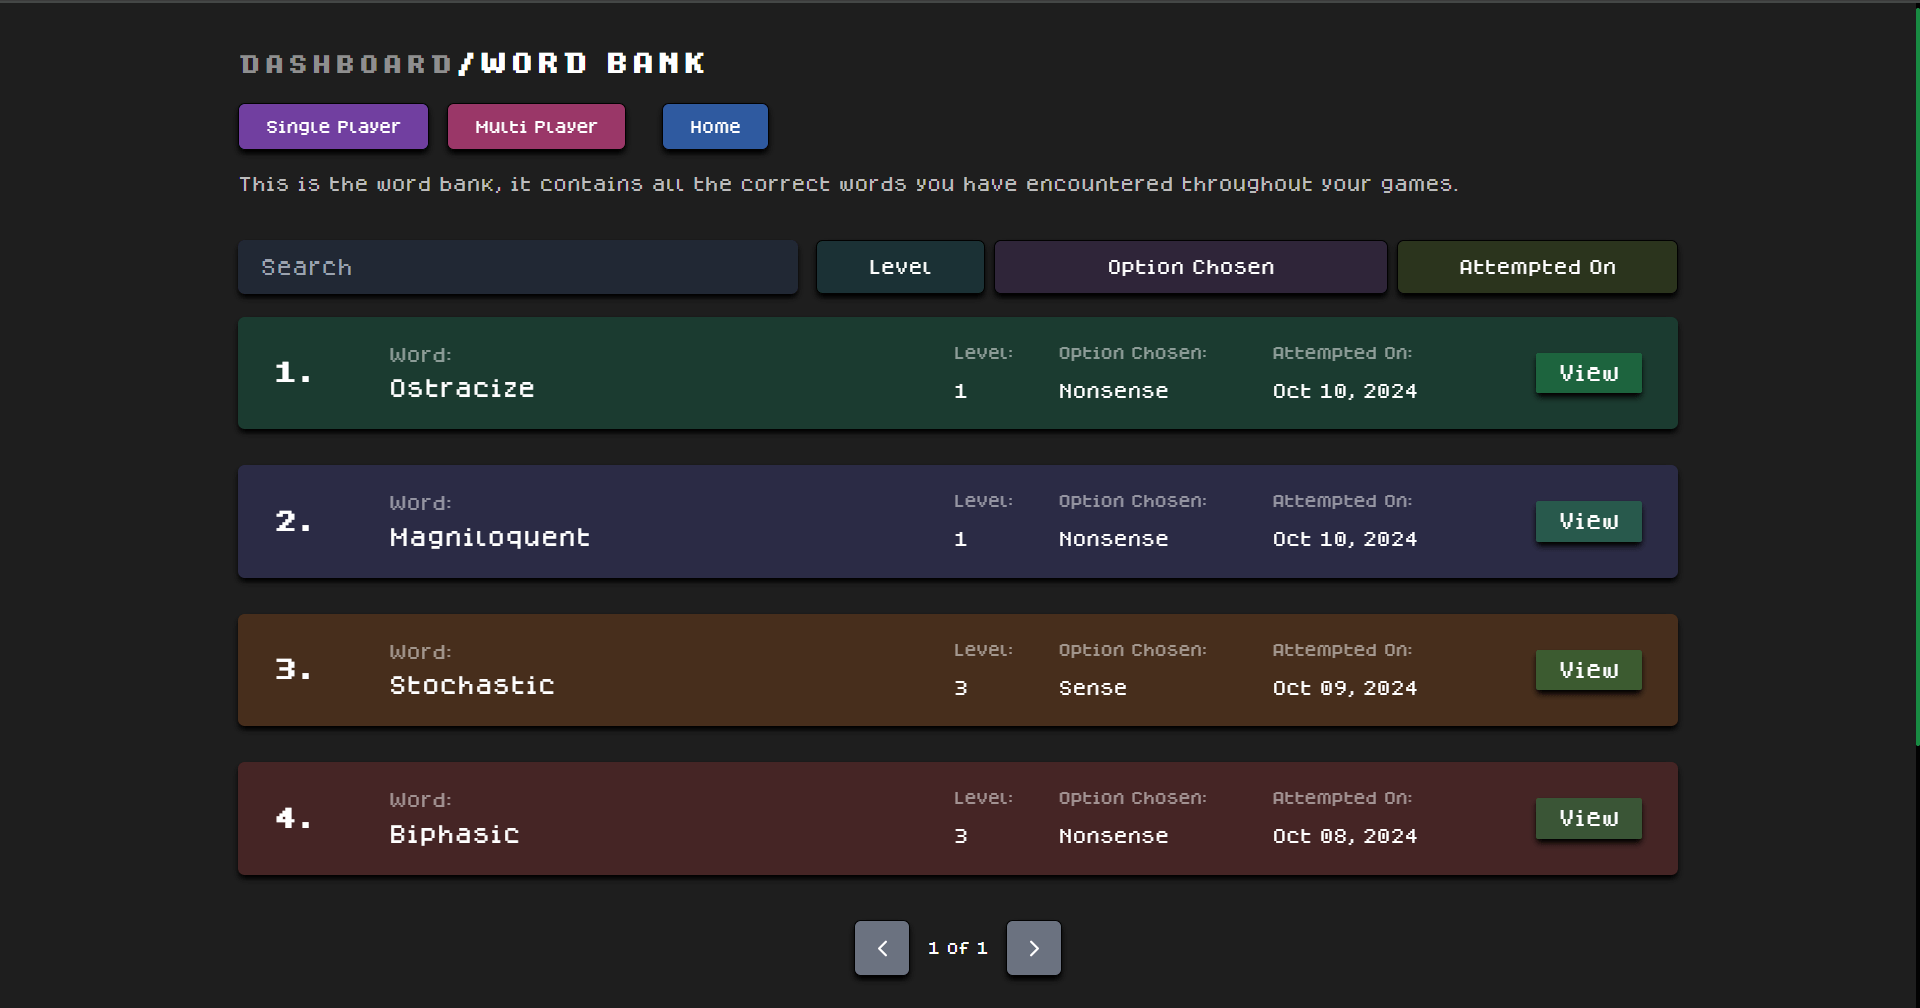 DASHBOARD/WORD BANK
Single Player Multi Player Home
This is the word bank, it contains all the correct words you have encountered throughout your games.
Search Level Option Chosen Attempted On
Word: Level: Option Chosen: Attempted On:
1. Ostracize 1 Nonsense Oct 10, 2024 View
Word: Level: Option Chosen: Attempted On:
2. Magniloquent 1 Nonsense Oct 10, 2024 View
Word: Level: Option Chosen: Attempted On:
3. Stochastic 3 Sense Oct 09, 2024 View
Word: Level: Option Chosen: Attempted On:
4. Biphasic 3 Nonsense Oct 08, 2024 View
1 of 1